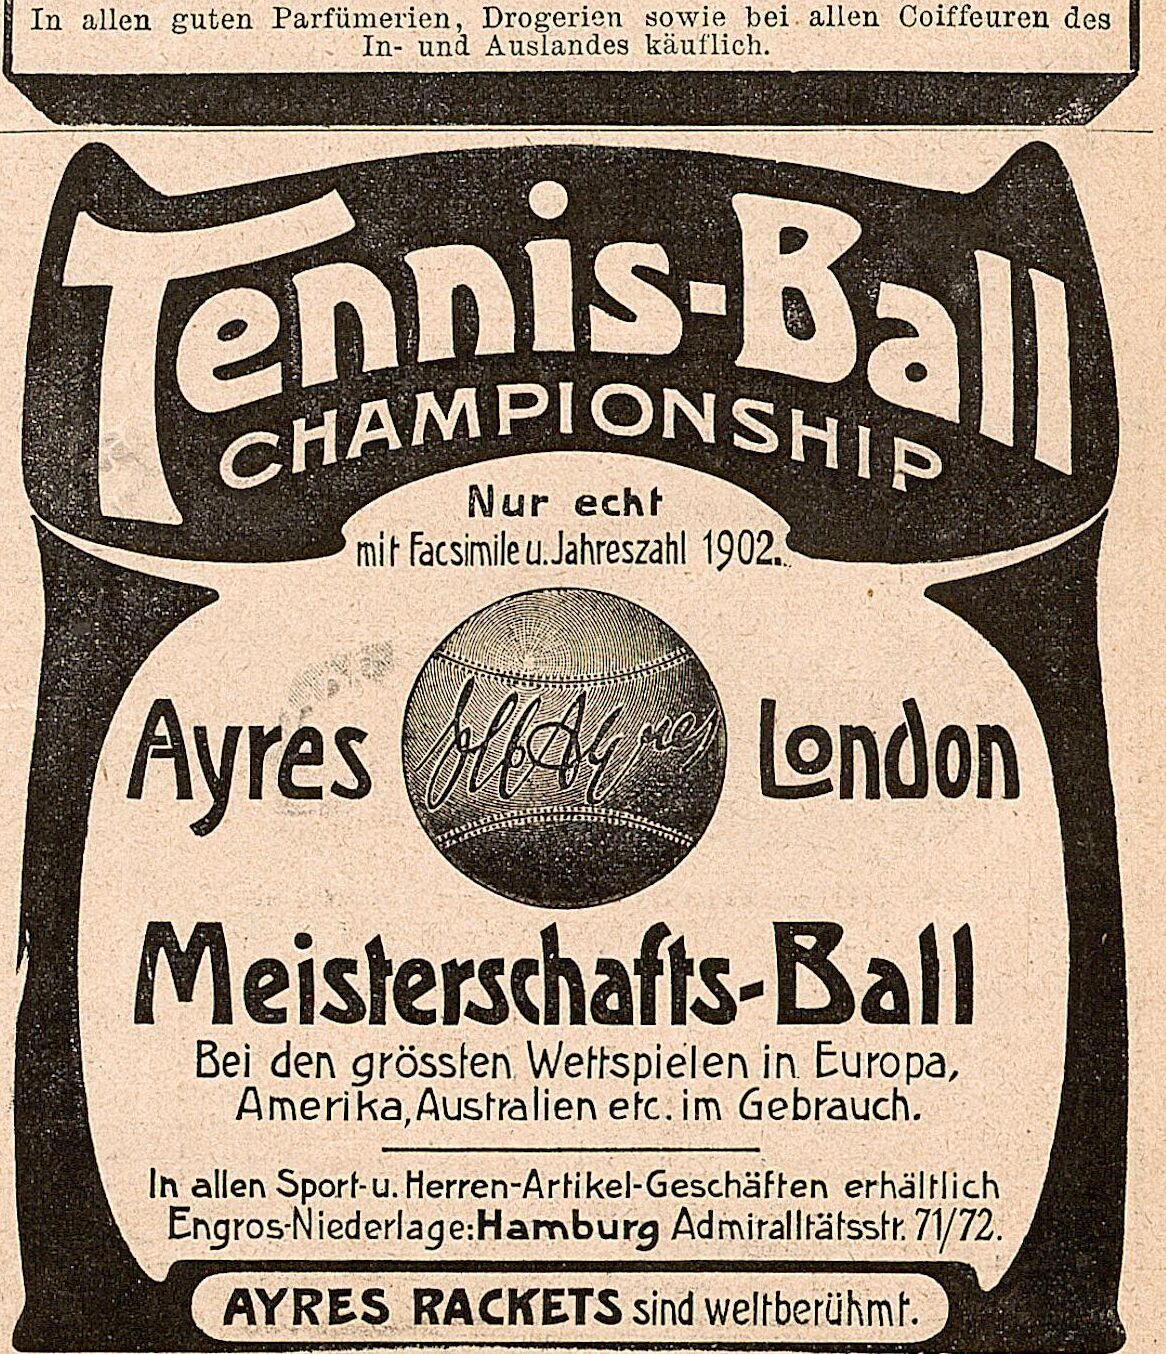 In allen guten Parfümerien, Drogerien sowie bei allen Coiffeuren des
In- und Auslandes käuflich.
Tennis-Ball
CHAMPIONSHIP
Nur echt
mit Facsimile u. Jahreszahl 1902.
Ayres
London
Meisterschafts-Ball
Bei den grössten Wettspielen in Europa,
Amerika, Australien etc. im Gebrauch.
In allen Sport- u. Herren-Artikel-Geschäften erhältlich
Engros-Niederlage: Hamburg Admiralitätsstr. 71/72.
AYRES RACKETS sind weltberühmt.